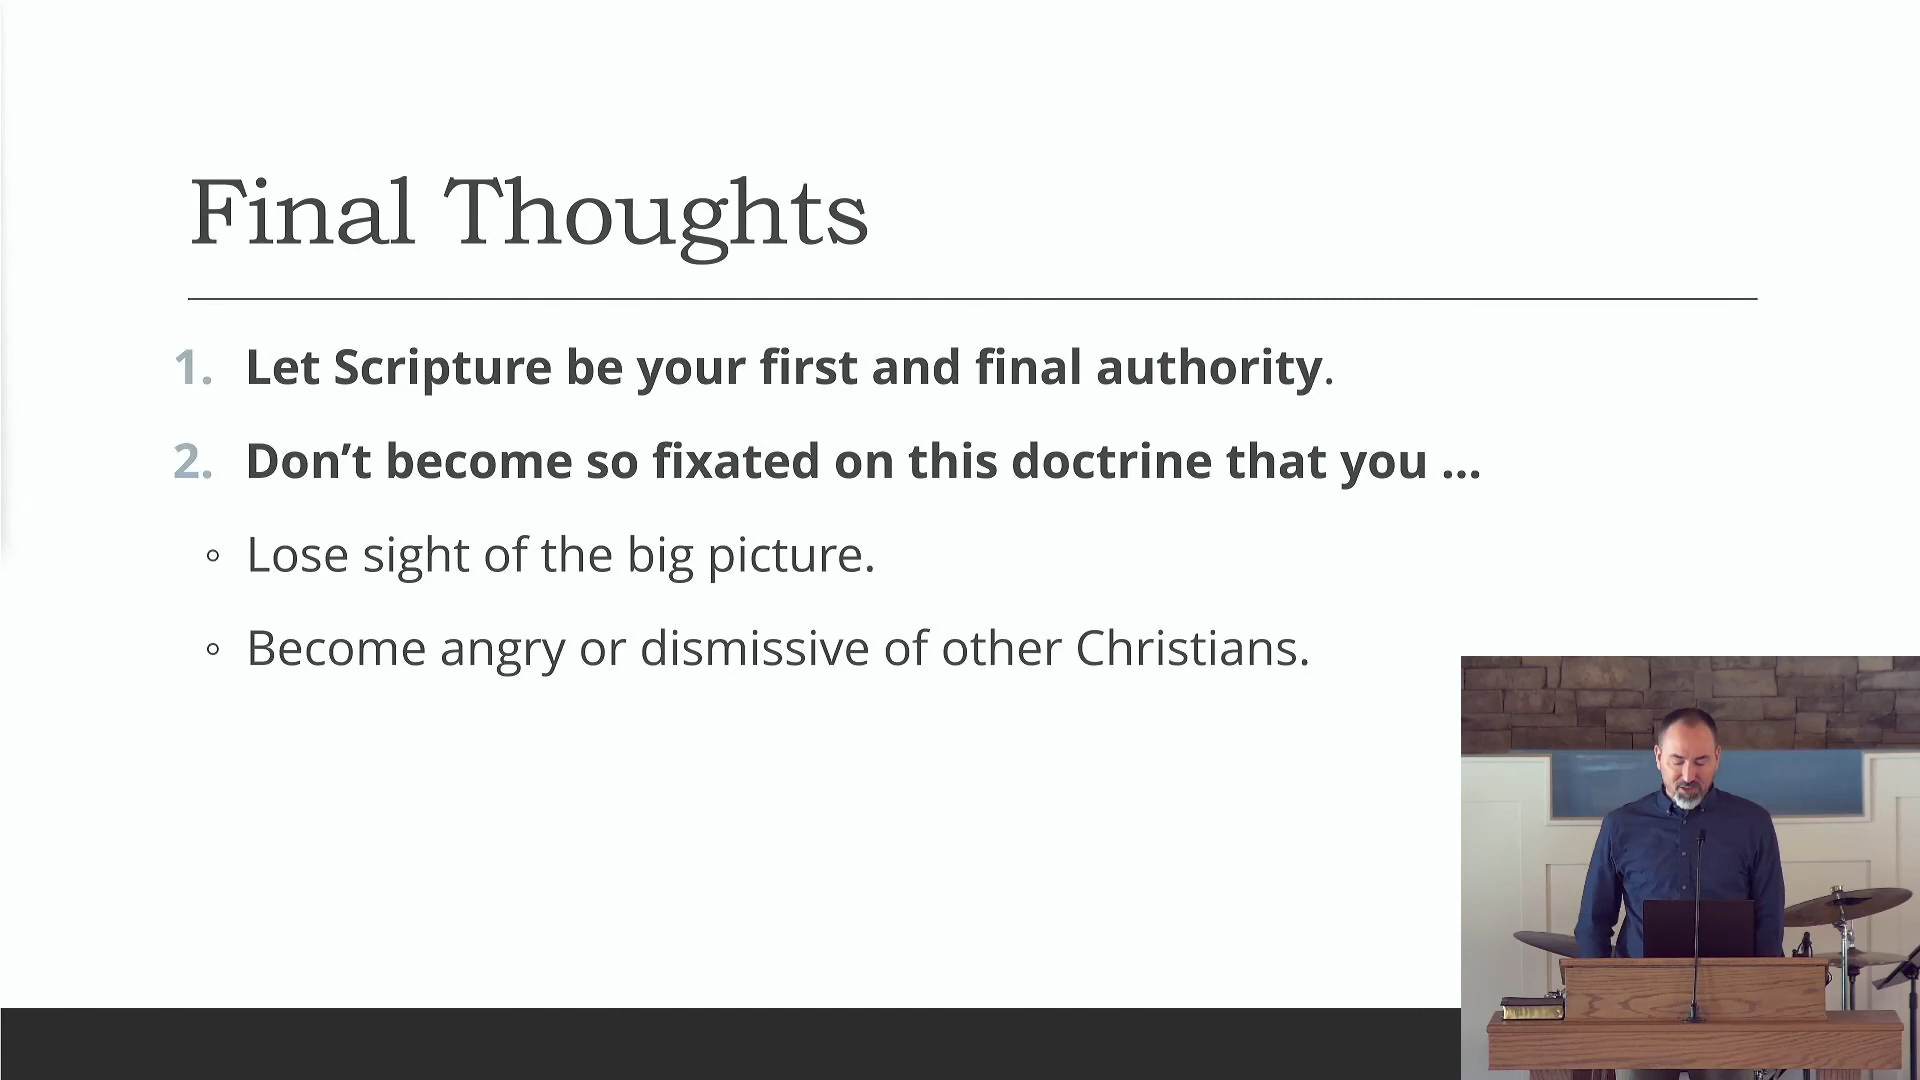 Final Thoughts
1. Let Scripture be your first and final authority.
2. Don’t become so fixated on this doctrine that you …
◦ Lose sight of the big picture.
◦ Become angry or dismissive of other Christians.